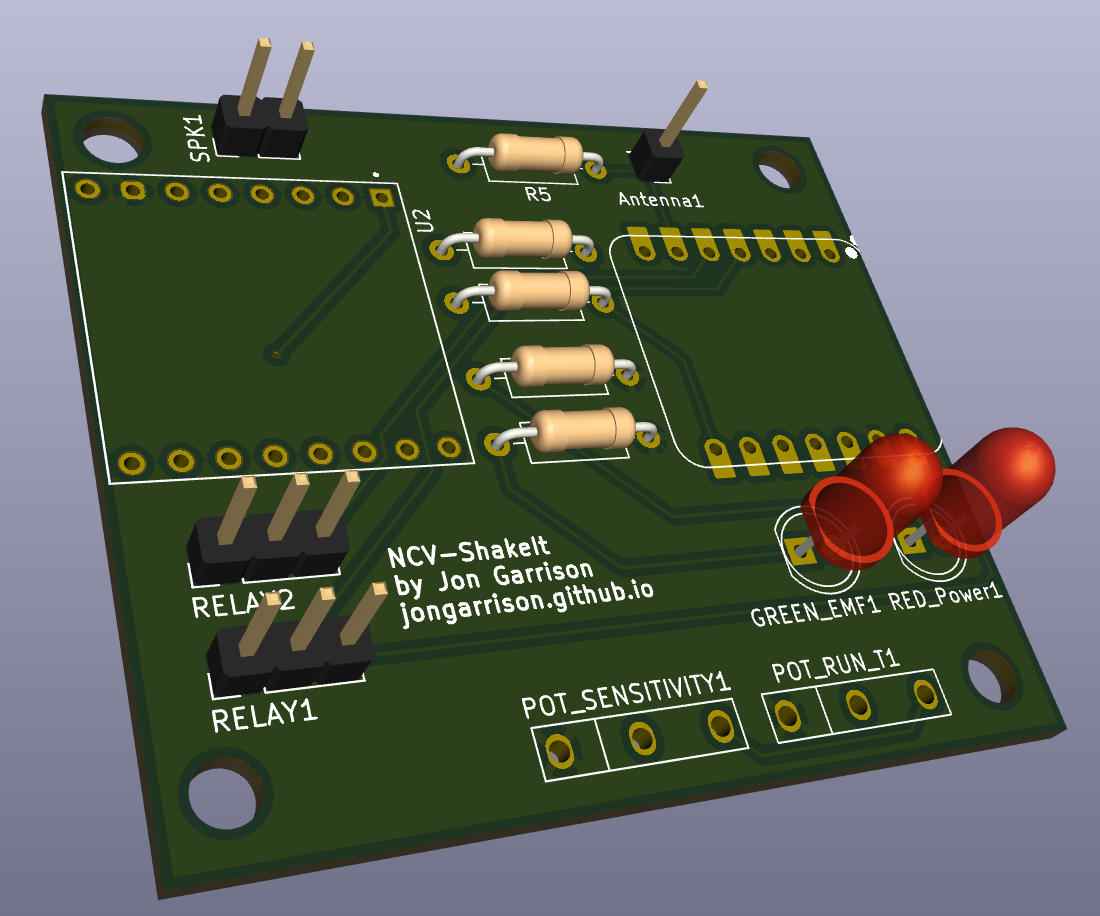 SPK1
R5
Antenna1
U2
NCV-ShakeIt
by Jon Garrison
jongarrison.github.io
RELAY2
RELAY1
GREEN_EMF1
RED_Power1
POT_SENSITIVITY1
POT_RUN_T1